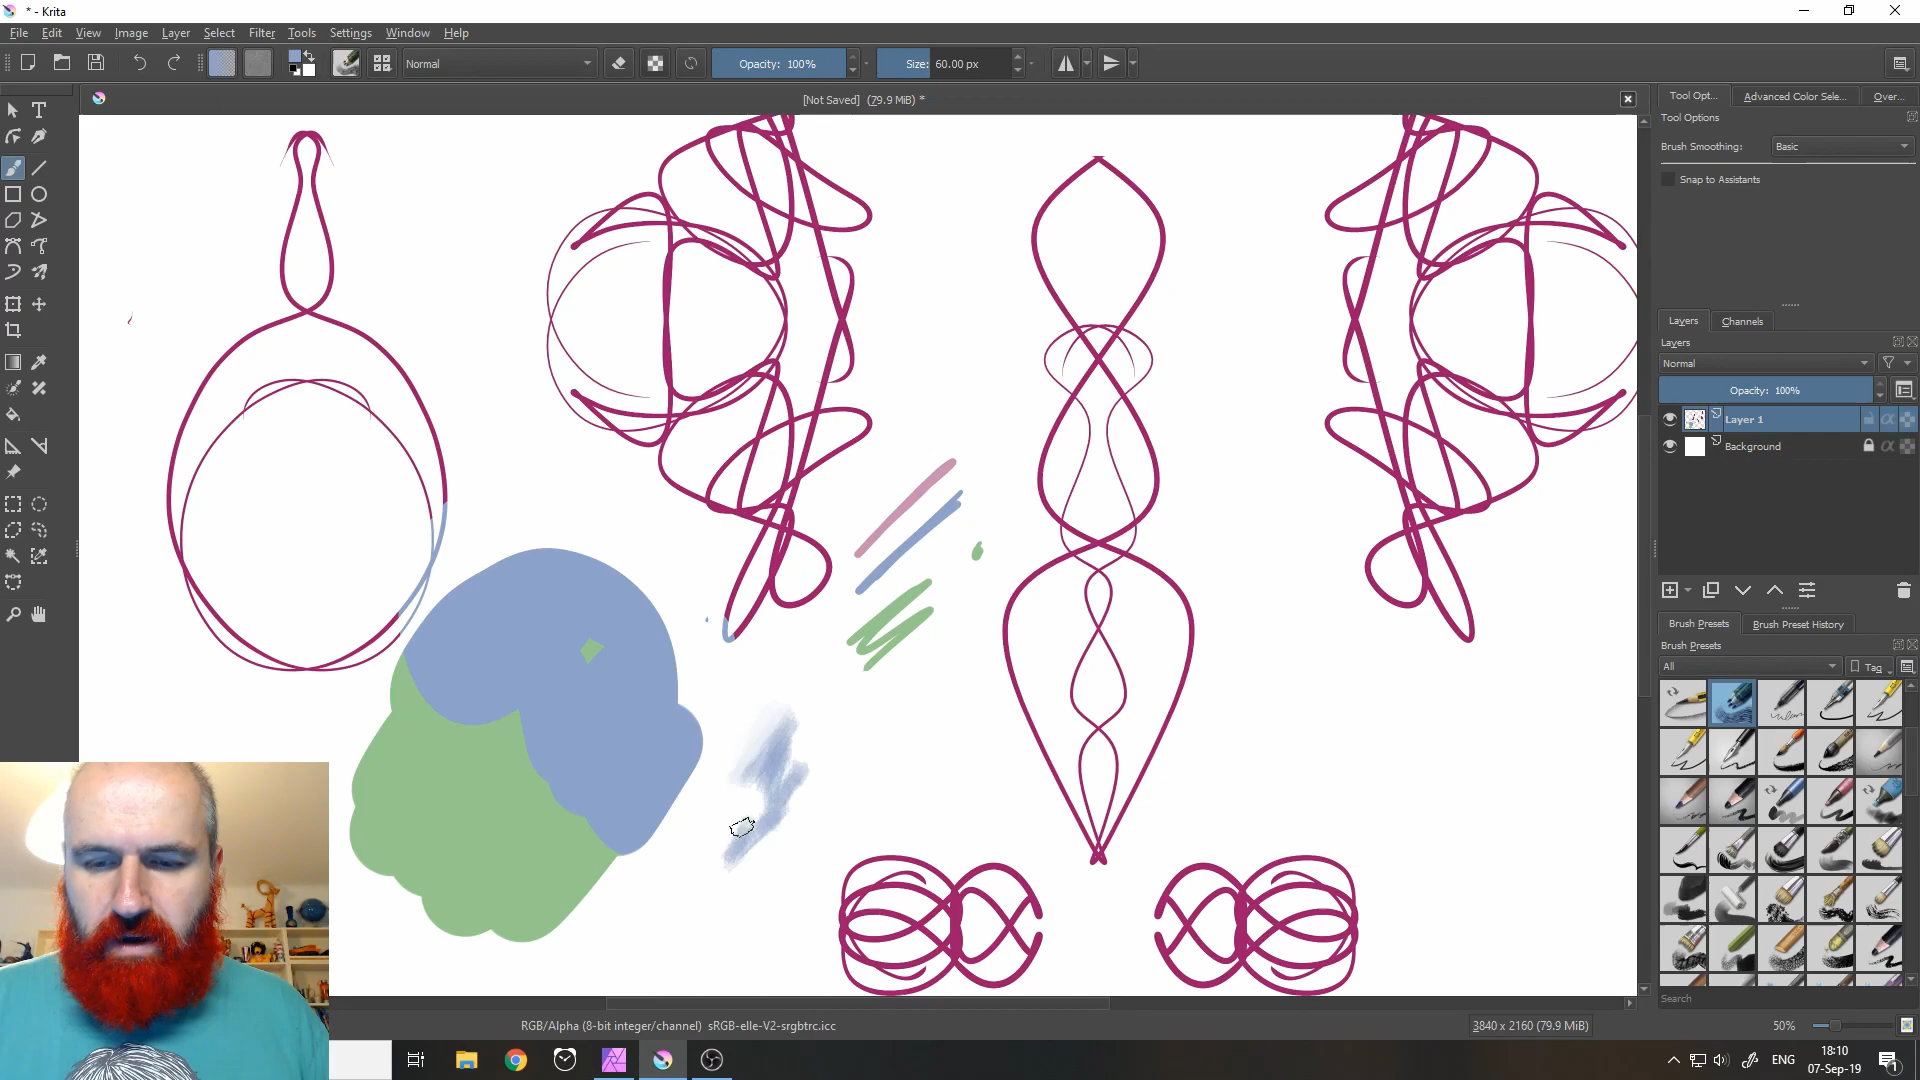 * - Krita
File Edit View Image Layer Select Filter Tools Settings Window Help
Normal Opacity: 100% Size: 60.00 px
[Not Saved] (79.9 MiB) *
Tool Opt... Advanced Color Sele... Over...
Tool Options
Brush Smoothing: Basic
Snap to Assistants
Layers Channels
Layers
Normal
Opacity: 100%
Layer 1
Background
Brush Presets Brush Preset History
Brush Presets
All Tag
Search
RGB/Alpha (8-bit integer/channel) sRGB-elle-V2-srgbtrc.icc
3840 x 2160 (79.9 MiB)
50%
ENG
18:10
07-Sep-19
1